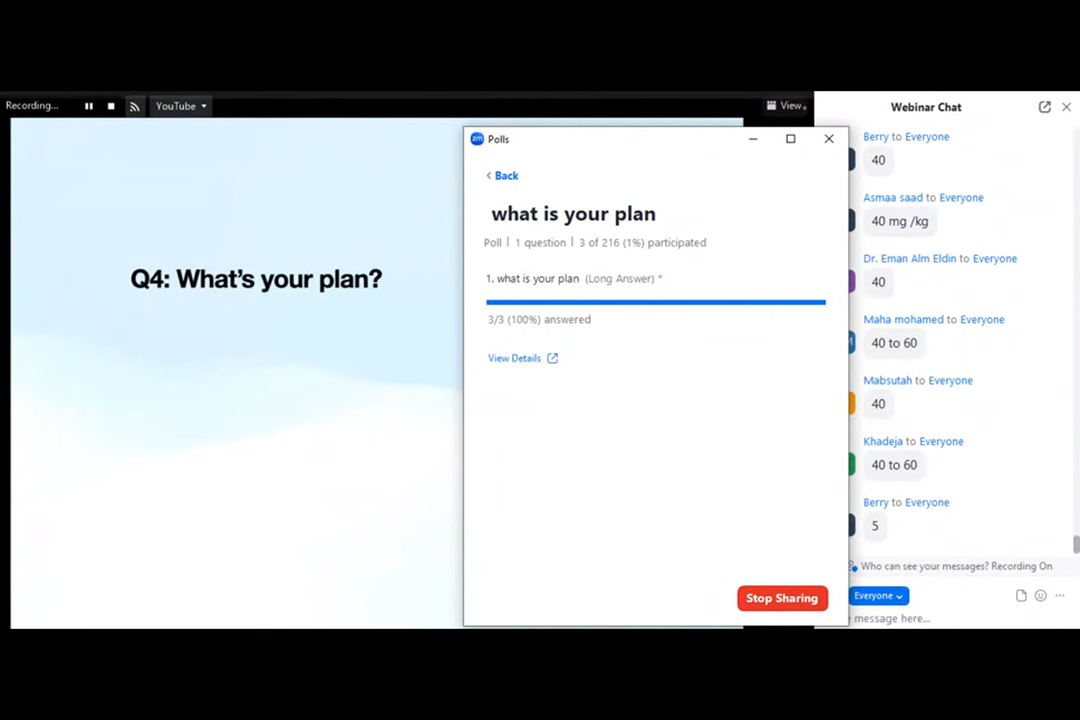 Recording...
YouTube
View
Webinar Chat
Q4: What's your plan?
Polls
Back
what is your plan
Poll | 1 question | 3 of 216 (1%) participated
1. what is your plan (Long Answer) *
3/3 (100%) answered
View Details
Stop Sharing
Berry to Everyone
40
Asmaa saad to Everyone
40 mg /kg
Dr. Eman Alm Eldin to Everyone
40
Maha mohamed to Everyone
40 to 60
Mabsutah to Everyone
40
Khadeja to Everyone
40 to 60
Berry to Everyone
5
Who can see your messages? Recording On
Everyone
message here...